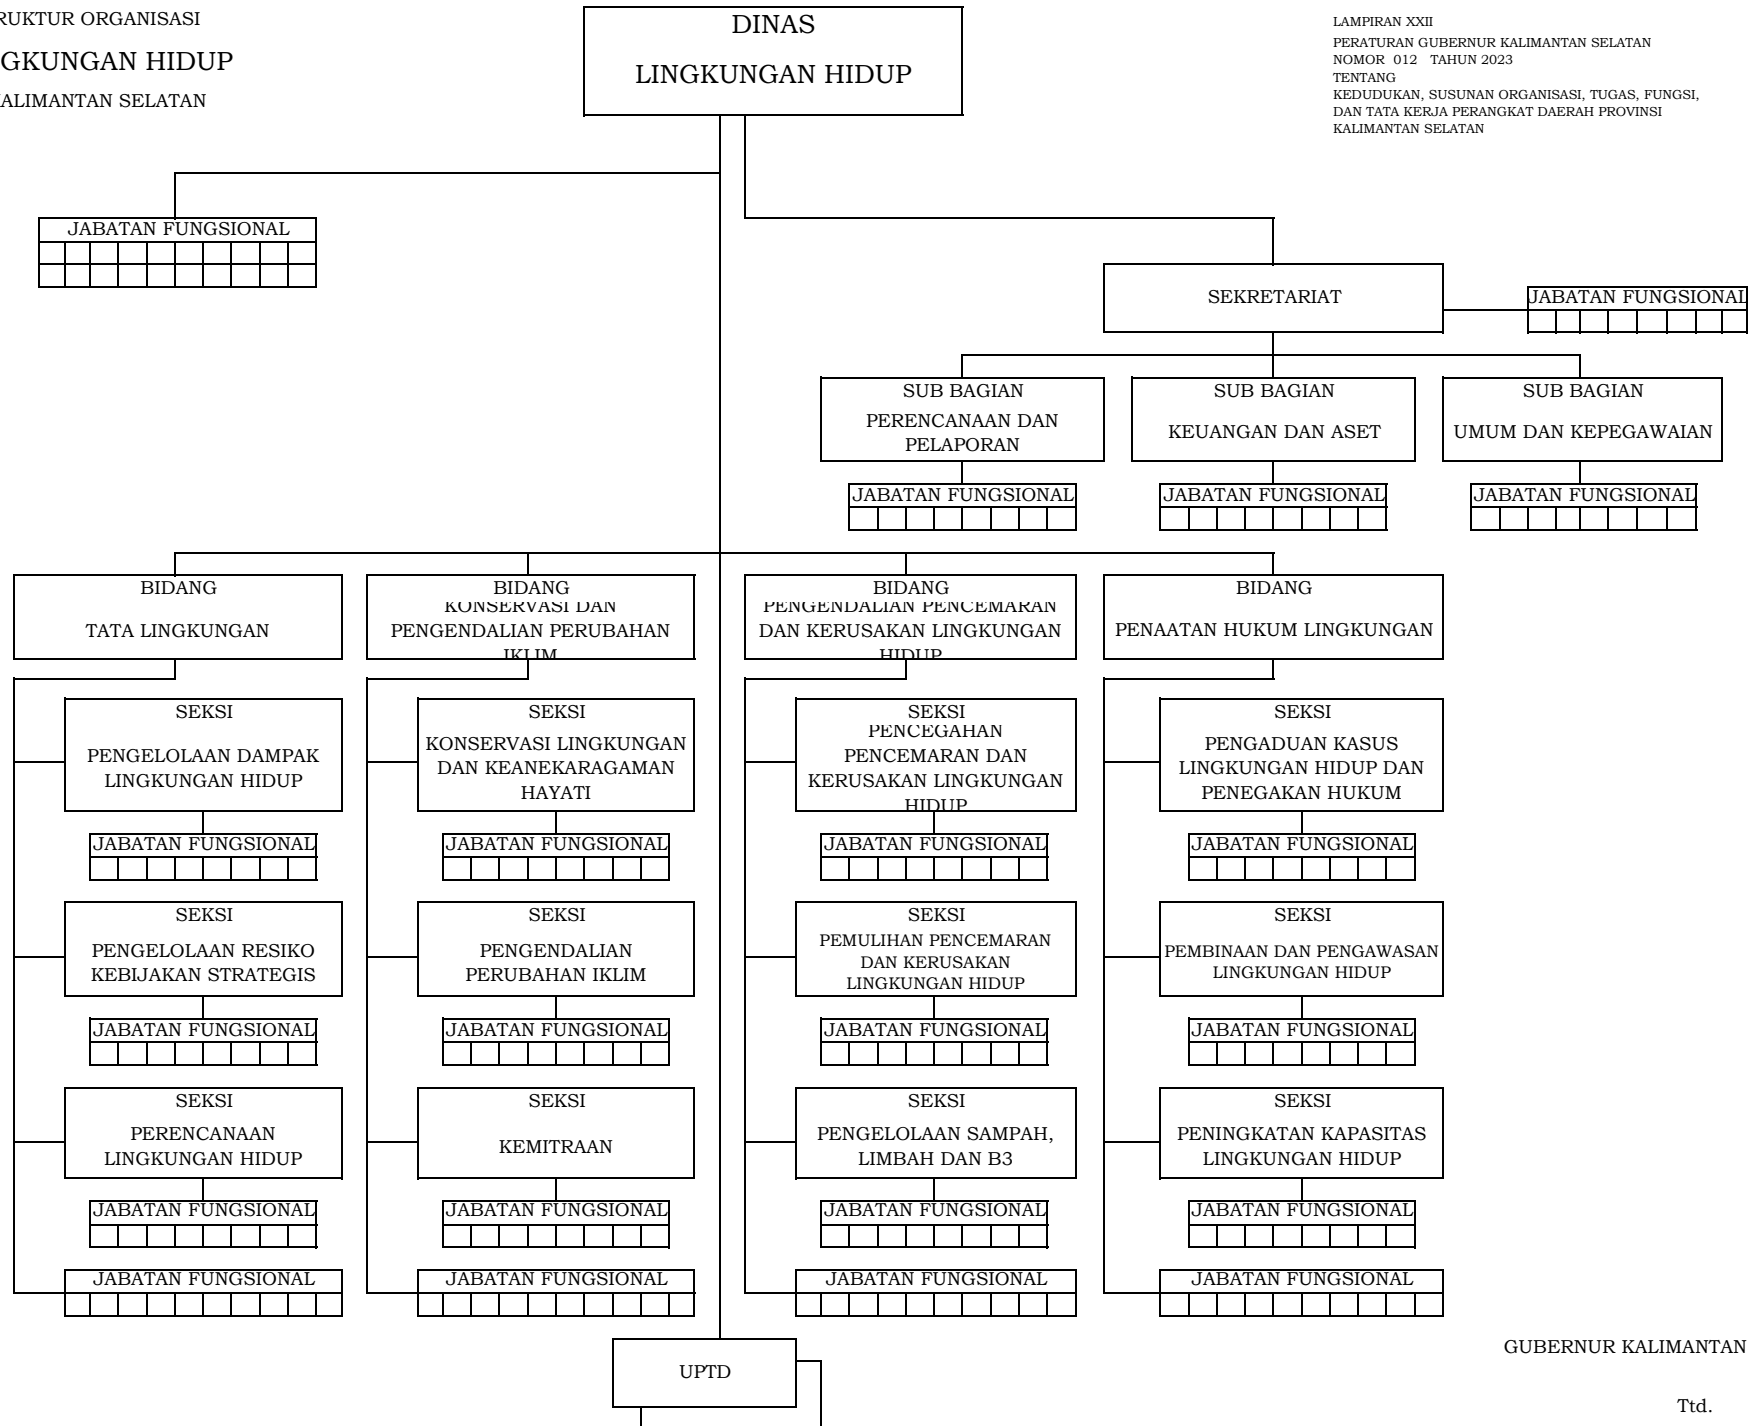 RUKTUR ORGANISASI
GKUNGAN HIDUP
KALIMANTAN SELATAN
DINAS
LINGKUNGAN HIDUP
LAMPIRAN XXII
PERATURAN GUBERNUR KALIMANTAN SELATAN
NOMOR 012 TAHUN 2023
TENTANG
KEDUDUKAN, SUSUNAN ORGANISASI, TUGAS, FUNGSI,
DAN TATA KERJA PERANGKAT DAERAH PROVINSI
KALIMANTAN SELATAN
JABATAN FUNGSIONAL
SEKRETARIAT
JABATAN FUNGSIONAL
SUB BAGIAN
PERENCANAAN DAN
PELAPORAN
JABATAN FUNGSIONAL
SUB BAGIAN
KEUANGAN DAN ASET
JABATAN FUNGSIONAL
SUB BAGIAN
UMUM DAN KEPEGAWAIAN
JABATAN FUNGSIONAL
BIDANG
TATA LINGKUNGAN
SEKSI
PENGELOLAAN DAMPAK
LINGKUNGAN HIDUP
JABATAN FUNGSIONAL
SEKSI
PENGELOLAAN RESIKO
KEBIJAKAN STRATEGIS
JABATAN FUNGSIONAL
SEKSI
PERENCANAAN
LINGKUNGAN HIDUP
JABATAN FUNGSIONAL
JABATAN FUNGSIONAL
BIDANG
KONSERVASI DAN
PENGENDALIAN PERUBAHAN
IKLIM
SEKSI
KONSERVASI LINGKUNGAN
DAN KEANEKARAGAMAN
HAYATI
JABATAN FUNGSIONAL
SEKSI
PENGENDALIAN
PERUBAHAN IKLIM
JABATAN FUNGSIONAL
SEKSI
KEMITRAAN
JABATAN FUNGSIONAL
JABATAN FUNGSIONAL
BIDANG
PENGENDALIAN PENCEMARAN
DAN KERUSAKAN LINGKUNGAN
HIDUP
SEKSI
PENCEGAHAN
PENCEMARAN DAN
KERUSAKAN LINGKUNGAN
HIDUP
JABATAN FUNGSIONAL
SEKSI
PEMULIHAN PENCEMARAN
DAN KERUSAKAN
LINGKUNGAN HIDUP
JABATAN FUNGSIONAL
SEKSI
PENGELOLAAN SAMPAH,
LIMBAH DAN B3
JABATAN FUNGSIONAL
JABATAN FUNGSIONAL
BIDANG
PENAATAN HUKUM LINGKUNGAN
SEKSI
PENGADUAN KASUS
LINGKUNGAN HIDUP DAN
PENEGAKAN HUKUM
JABATAN FUNGSIONAL
SEKSI
PEMBINAAN DAN PENGAWASAN
LINGKUNGAN HIDUP
JABATAN FUNGSIONAL
SEKSI
PENINGKATAN KAPASITAS
LINGKUNGAN HIDUP
JABATAN FUNGSIONAL
JABATAN FUNGSIONAL
UPTD
GUBERNUR KALIMANTAN
Ttd.